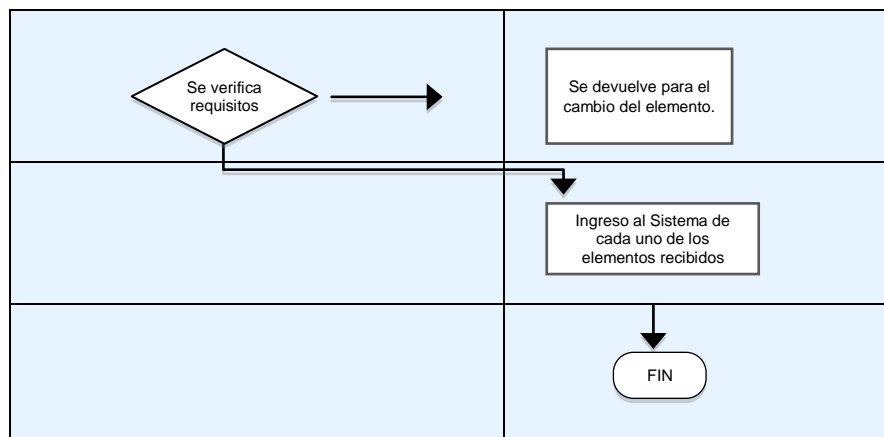 Se verifica
requisitos
Se devuelve para el
cambio del elemento.
Ingreso al Sistema de
cada uno de los
elementos recibidos
FIN